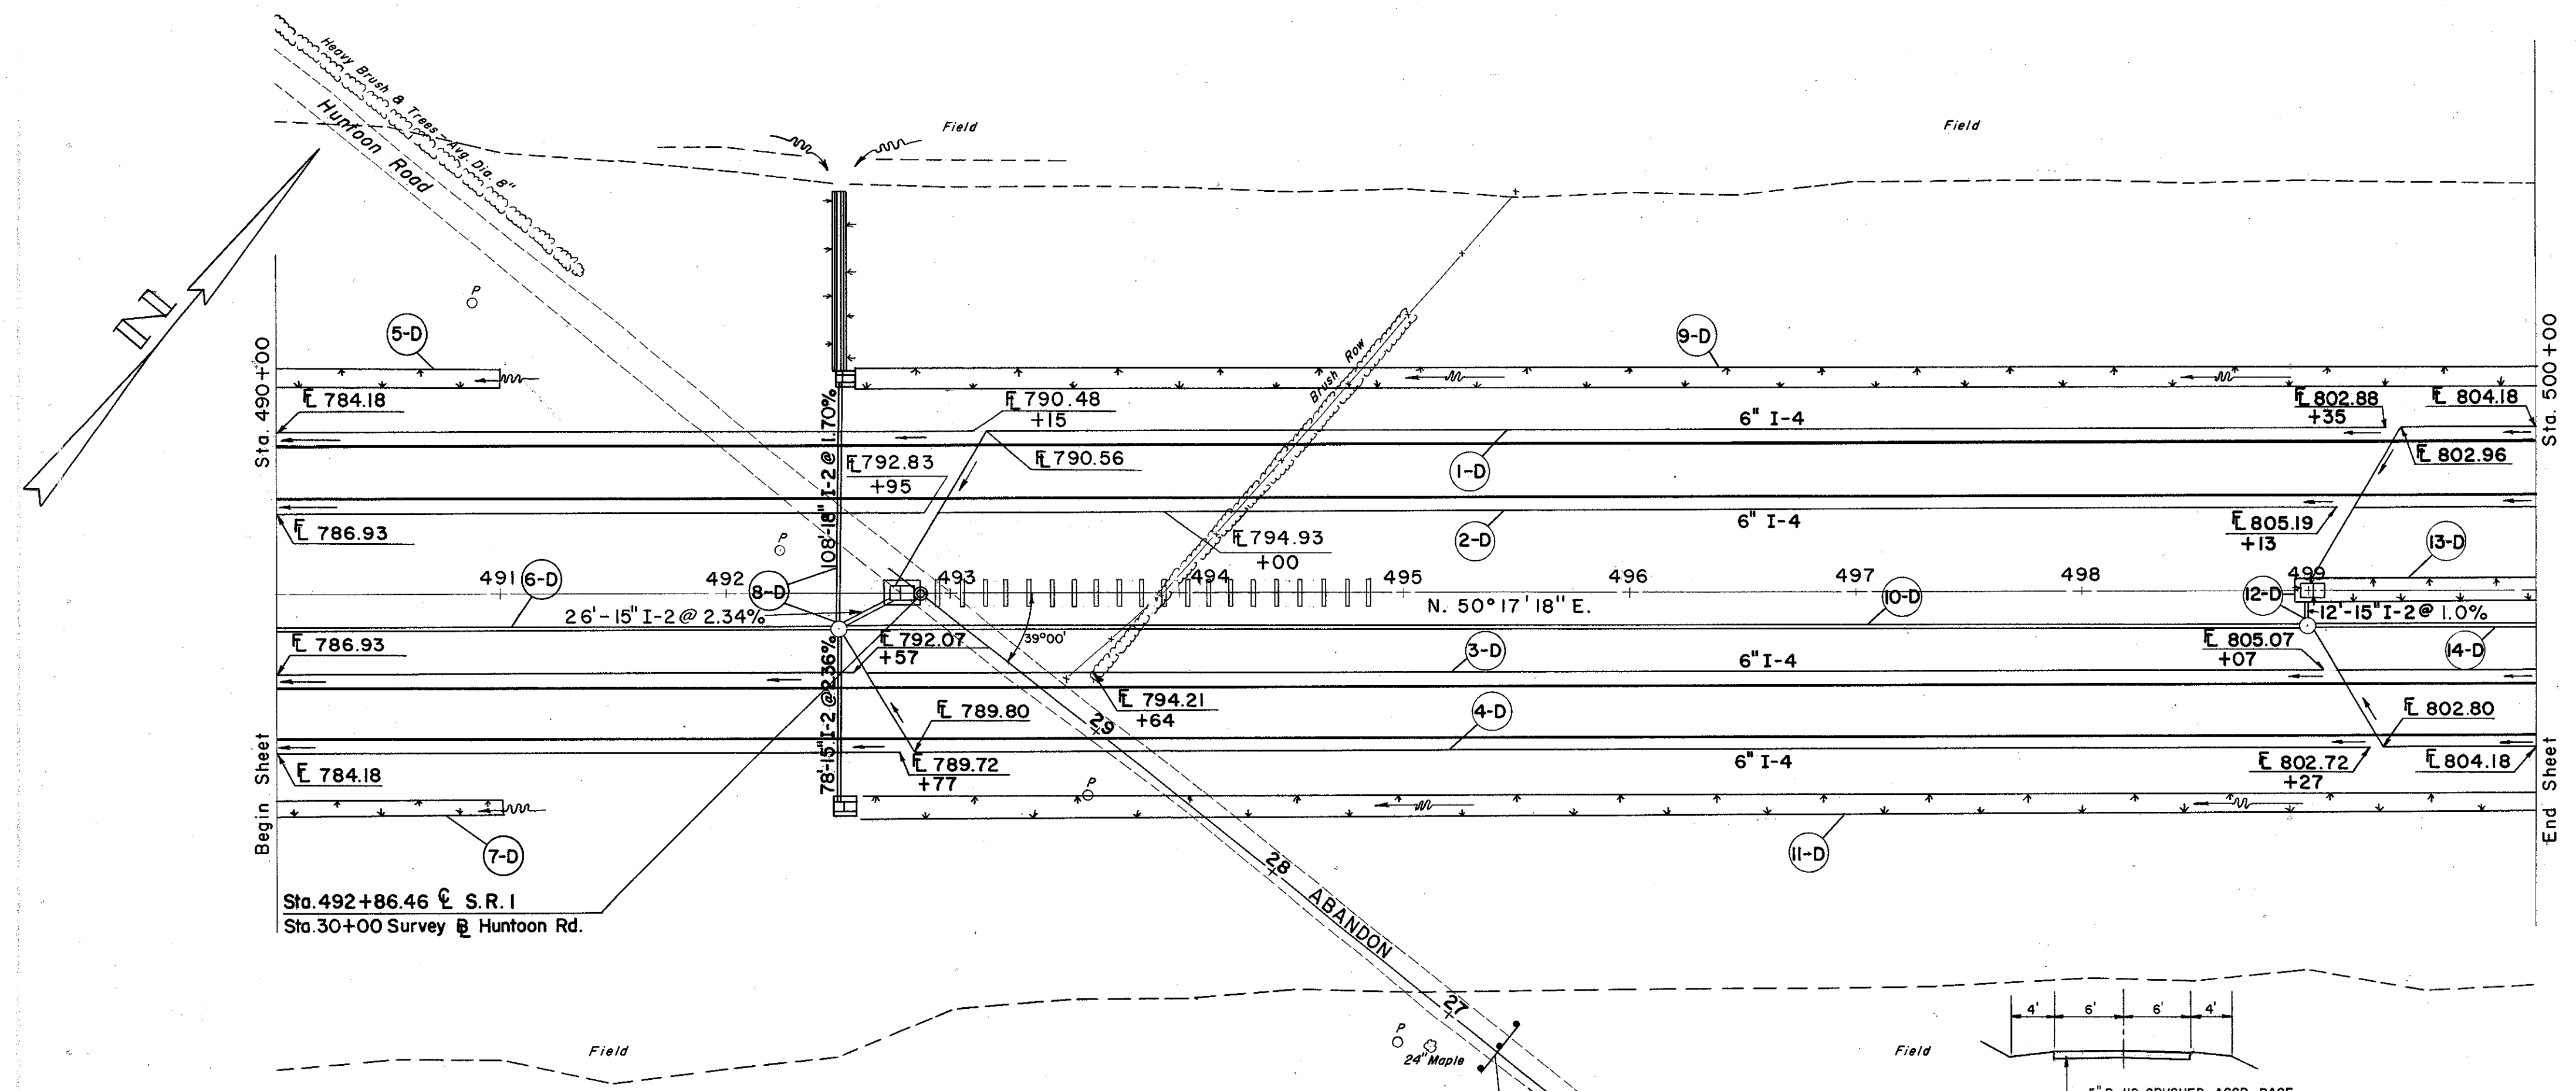 Heavy Brush & Trees - Avg. Dia. 8"
Huntoon Road
Field
Field
N
P
5-D
9-D
Sta. 490+00
Sta. 500+00
℄ 784.18
℄ 790.48
+15
6" I-4
℄ 802.88
+35
℄ 804.18
Brush Row
108'-18" I-2 @ 1.70%
℄ 792.83
+95
℄ 790.56
1-D
℄ 802.96
℄ 786.93
℄ 794.93
+00
2-D
6" I-4
℄ 805.19
+13
13-D
P
491
6-D
492
8-D
493
494
495
496
497
498
499
N. 50°17'18" E.
10-D
12-D
26'-15" I-2 @ 2.34%
12'-15" I-2 @ 1.0%
39°00'
℄ 786.93
℄ 792.07
+57
3-D
6" I-4
℄ 805.07
+07
14-D
78'-15" I-2 @ 2.36%
℄ 794.21
+64
℄ 789.80
4-D
℄ 802.80
29
℄ 784.18
℄ 789.72
+77
6" I-4
℄ 802.72
+27
℄ 804.18
P
Begin Sheet
End Sheet
7-D
11-D
28
Sta. 492+86.46 ℄ S.R. 1
Sta. 30+00 Survey BL Huntoon Rd.
ABANDON
27
P
24" Maple
Field
Field
4' 6' 6' 4'